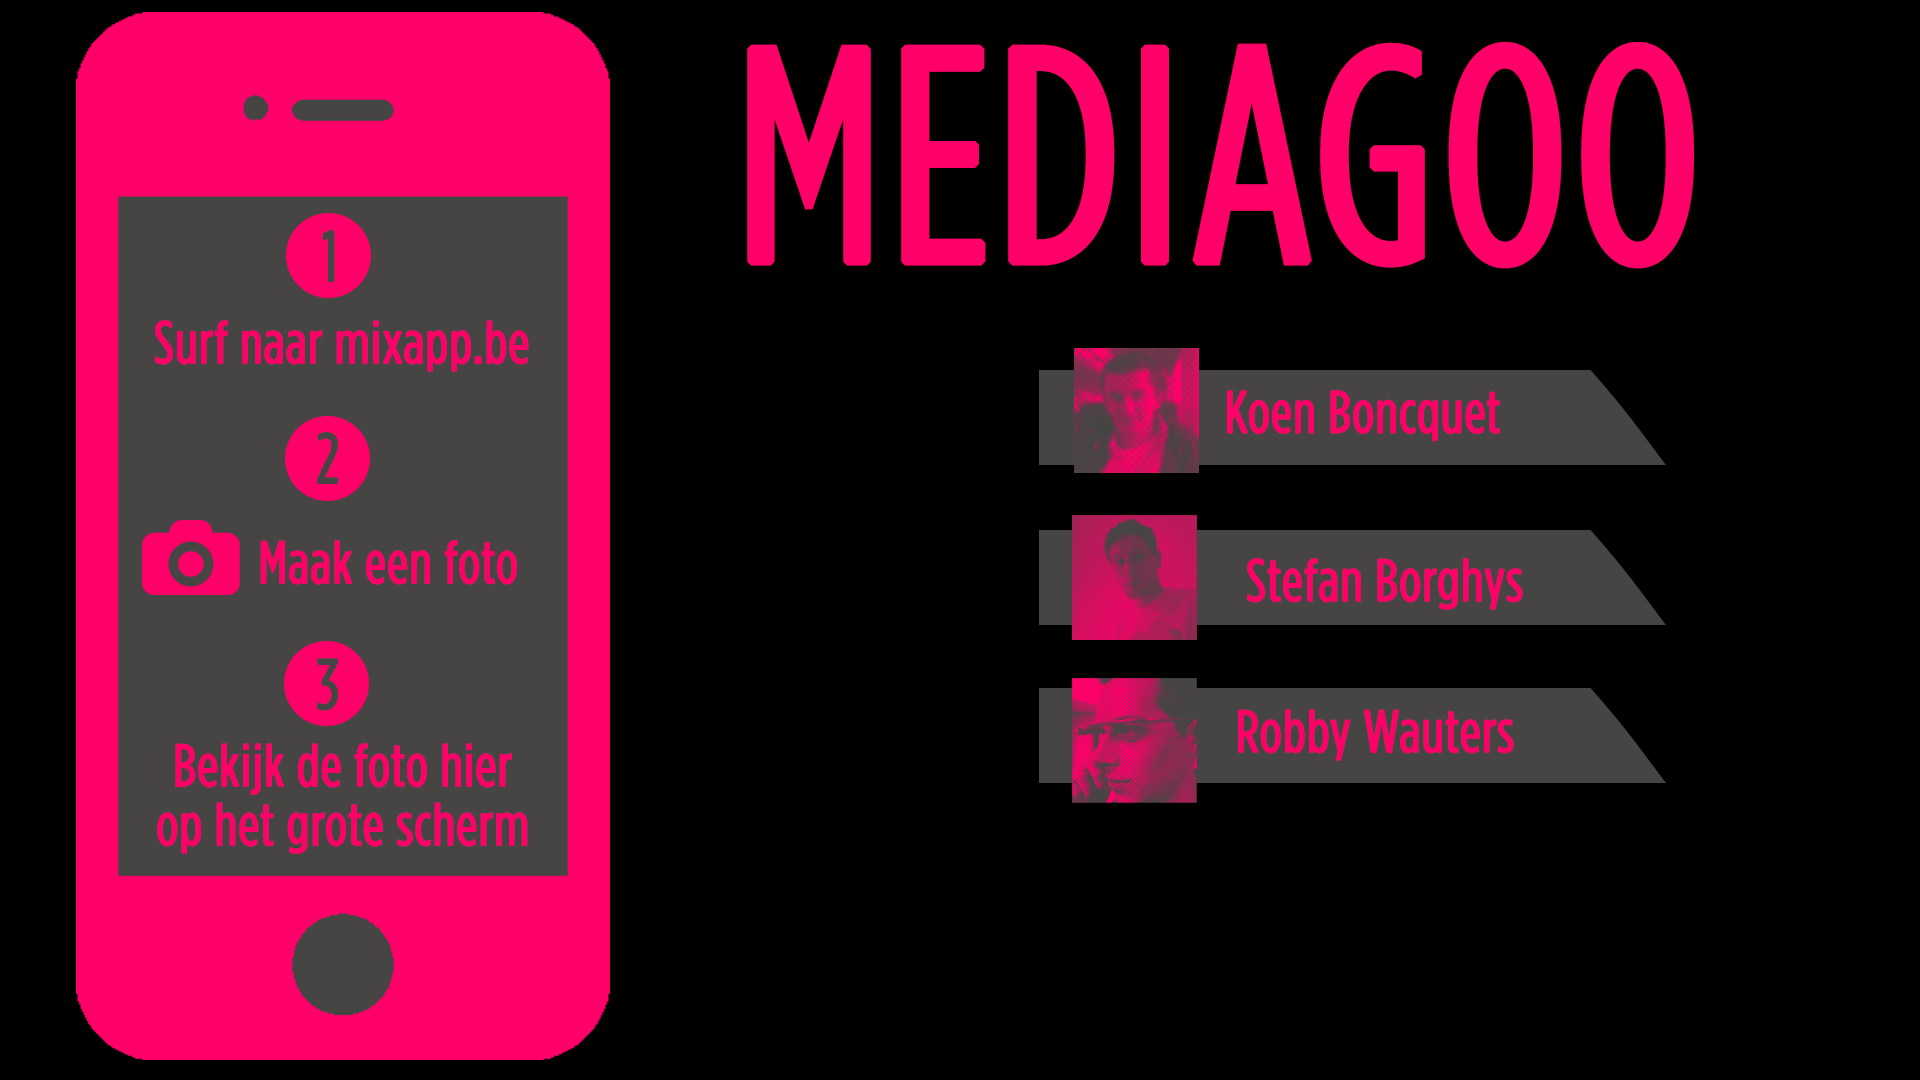 MEDIAGOO
1
Surf naar mixapp.be
2
Maak een foto
3
Bekijk de foto hier
op het grote scherm
Koen Boncquet
Stefan Borghys
Robby Wauters